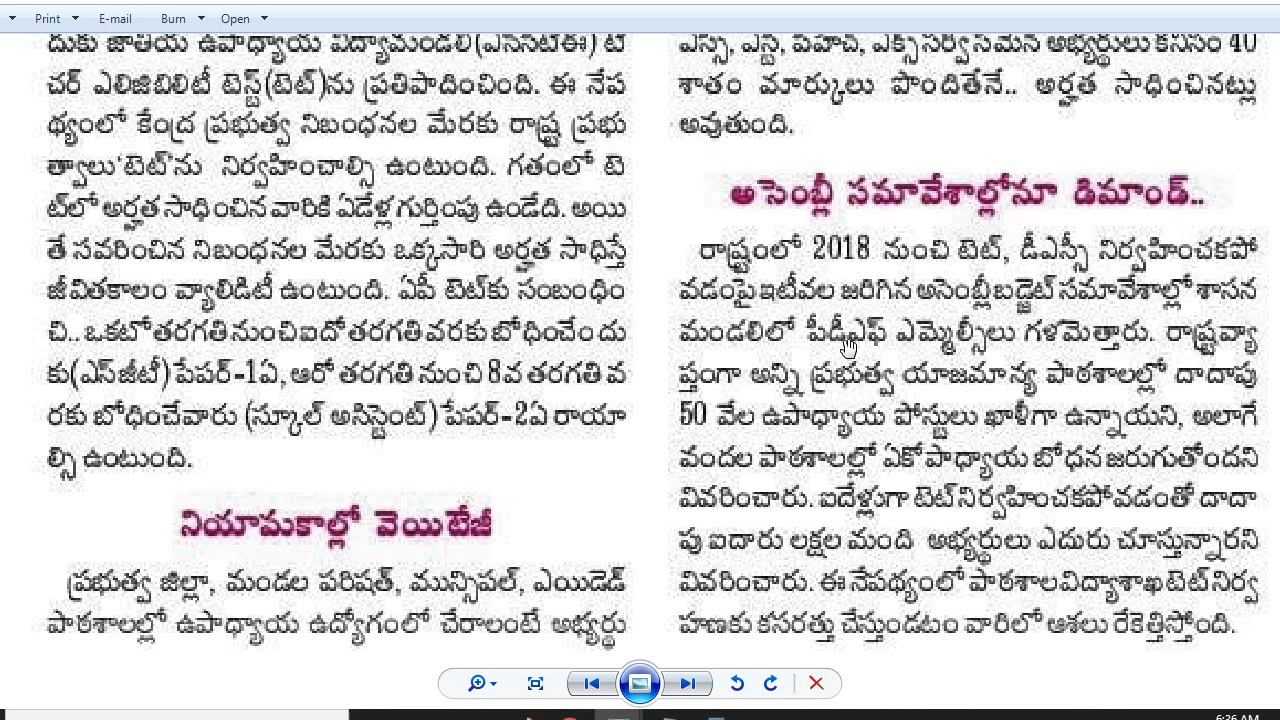 Print
E-mail
Burn
Open
దుకు జాతీయ ఉపాధ్యాయ విద్యామండలి(ఎన్‌సీటీఈ) టీ
చర్ ఎలిజిబిలిటీ టెస్ట్(టెట్)ను ప్రతిపాదించింది. ఈ నేప
థ్యంలో కేంద్ర ప్రభుత్వ నిబంధనల మేరకు రాష్ట్ర ప్రభు
త్వాలు 'టెట్'ను నిర్వహించాల్సి ఉంటుంది. గతంలో టె
ట్‌లో అర్హత సాధించిన వారికి ఏడేళ్ల గుర్తింపు ఉండేది. అయి
తే సవరించిన నిబంధనల మేరకు ఒక్కసారి అర్హత సాధిస్తే
జీవితకాలం వ్యాలిడిటీ ఉంటుంది. ఏపీ టెట్‌కు సంబంధిం
చి.. ఒకటో తరగతి నుంచి ఐదో తరగతి వరకు బోధించేందు
కు(ఎస్‌జీటీ) పేపర్-1ఏ, ఆరో తరగతి నుంచి 8వ తరగతి వ
రకు బోధించేవారు (స్కూల్ అసిస్టెంట్) పేపర్-2ఏ రాయా
ల్సి ఉంటుంది.
నియామకాల్లో వెయిటేజీ
ప్రభుత్వ జిల్లా, మండల పరిషత్, మున్సిపల్, ఎయిడెడ్
పాఠశాలల్లో ఉపాధ్యాయ ఉద్యోగంలో చేరాలంటే అభ్యర్థు
ఎస్సీ, ఎస్టీ, పీహెచ్, ఎక్స్‌సర్వీస్‌మెన్ అభ్యర్థులు కనీసం 40
శాతం మార్కులు పొందితేనే.. అర్హత సాధించినట్లు
అవుతుంది.
అసెంబ్లీ సమావేశాల్లోనూ డిమాండ్..
రాష్ట్రంలో 2018 నుంచి టెట్, డీఎస్సీ నిర్వహించకపో
వడంపై ఇటీవల జరిగిన అసెంబ్లీ బడ్జెట్ సమావేశాల్లో శాసన
మండలిలో పీడీఎఫ్ ఎమ్మెల్సీలు గళమెత్తారు. రాష్ట్రవ్యా
ప్తంగా అన్ని ప్రభుత్వ యాజమాన్య పాఠశాలల్లో దాదాపు
50 వేల ఉపాధ్యాయ పోస్టులు ఖాళీగా ఉన్నాయని, అలాగే
వందల పాఠశాలల్లో ఏకోపాధ్యాయ బోధన జరుగుతోందని
వివరించారు. ఐదేళ్లుగా టెట్ నిర్వహించకపోవడంతో దాదా
పు ఐదారు లక్షల మంది అభ్యర్థులు ఎదురు చూస్తున్నారని
వివరించారు. ఈ నేపథ్యంలో పాఠశాల విద్యాశాఖ టెట్ నిర్వ
హణకు కసరత్తు చేస్తుండటం వారిలో ఆశలు రేకెత్తిస్తోంది.